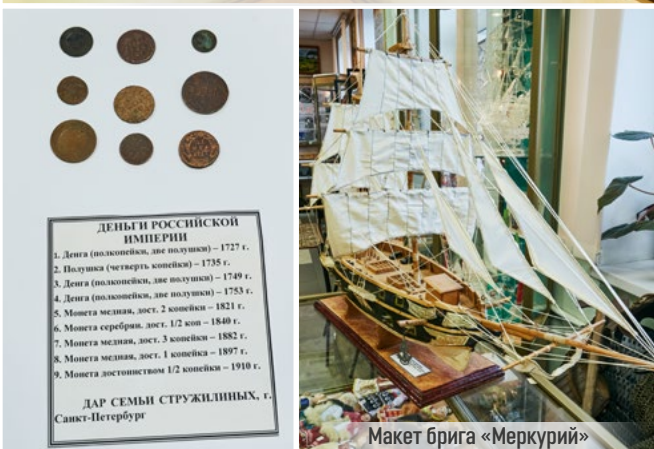 ДЕНЬГИ РОССИЙСКОЙ
ИМПЕРИИ
1. Денга (полкопейки, две полушки) – 1727 г.
2. Полушка (четверть копейки) – 1735 г.
3. Денга (полкопейки, две полушки) – 1749 г.
4. Денга (полкопейки, две полушки) – 1753 г.
5. Монета медная, дост. 2 копейки – 1821 г.
6. Монета серебрян. дост. 1/2 коп – 1840 г.
7. Монета медная, дост. 3 копейки – 1882 г.
8. Монета медная, дост. 1 копейка – 1897 г.
9. Монета достоинством 1/2 копейки – 1910 г.
ДАР СЕМЬИ СТРУЖИЛИНЫХ, г.
Санкт-Петербург
Макет брига «Меркурий»